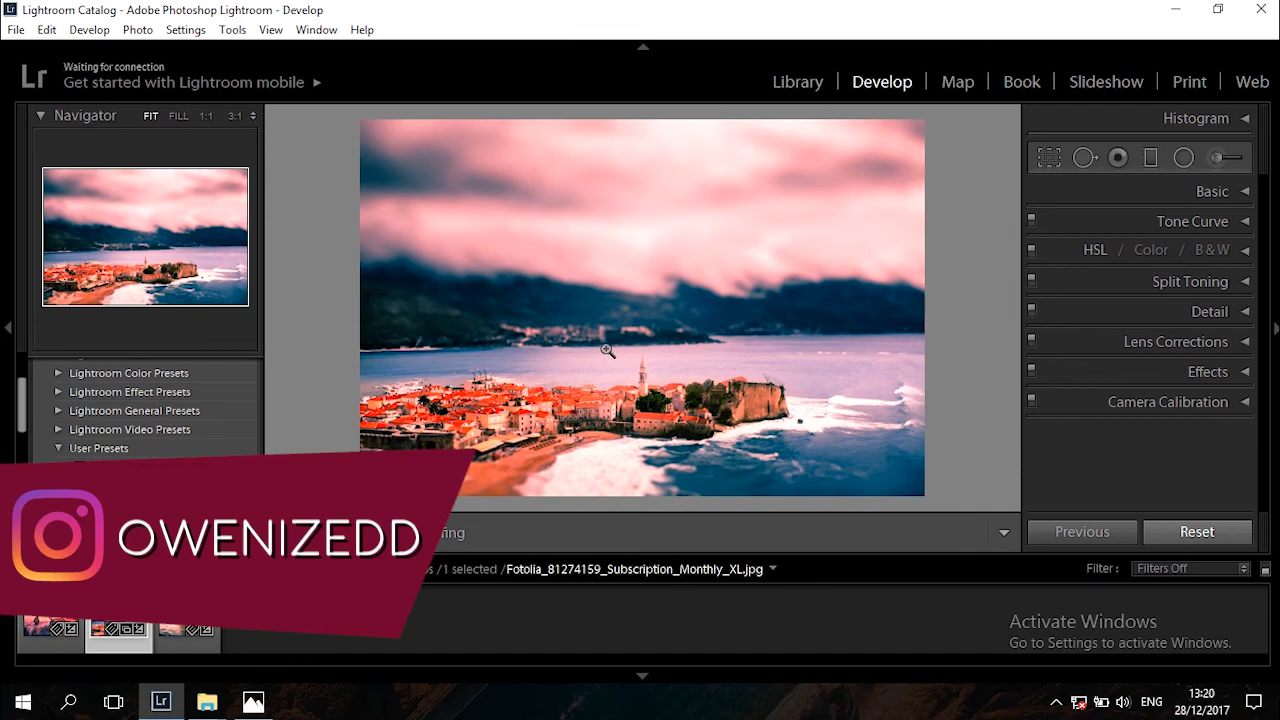 Lightroom Catalog - Adobe Photoshop Lightroom - Develop
File Edit Develop Photo Settings Tools View Window Help
Lr
Waiting for connection
Get started with Lightroom mobile
Library | Develop | Map | Book | Slideshow | Print | Web
Navigator FIT FILL 1:1 3:1
Histogram
Basic
Tone Curve
HSL / Color / B & W
Split Toning
Detail
Lens Corrections
Effects
Camera Calibration
Lightroom Color Presets
Lightroom Effect Presets
Lightroom General Presets
Lightroom Video Presets
User Presets
OWENIZEDD
Previous Reset
/1 selected /Fotolia_81274159_Subscription_Monthly_XL.jpg
Filter : Filters Off
Activate Windows
Go to Settings to activate Windows.
Lr
ENG
13:20
28/12/2017